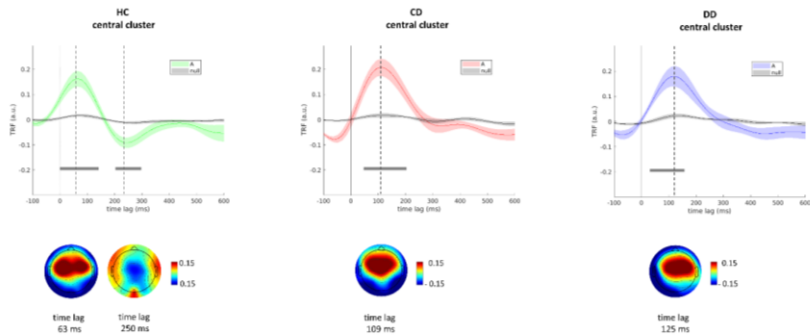 HC
central cluster
CD
central cluster
DD
central cluster
0.2
0.1
0
-0.1
-0.2
TRF (a.u.)
A
null
-100 0 100 200 300 400 500 600
time lag (ms)
0.2
0.1
0
-0.1
-0.2
TRF (a.u.)
A
null
-100 0 100 200 300 400 500 600
time lag (ms)
0.2
0.1
0
-0.1
-0.2
TRF (a.u.)
A
null
-100 0 100 200 300 400 500 600
time lag (ms)
0.15
0.15
time lag
63 ms
time lag
250 ms
0.15
0.15
time lag
109 ms
0.15
0.15
time lag
125 ms